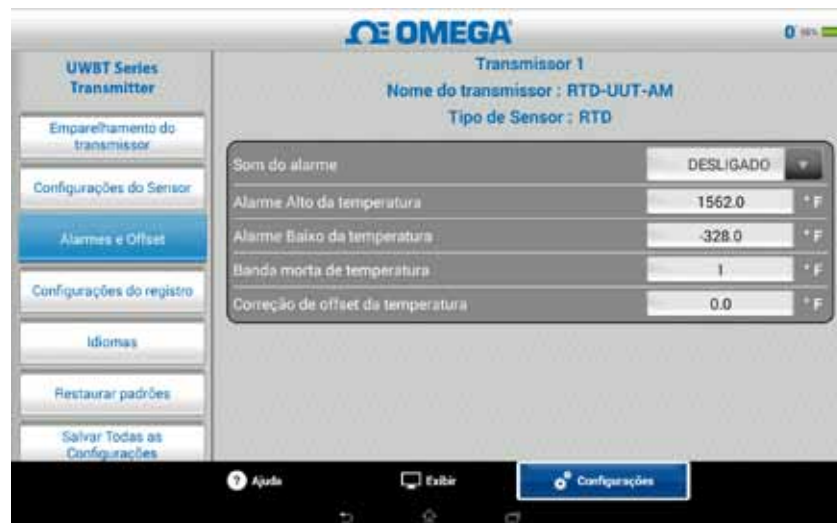 OMEGA
UWBT Series
Transmitter
Emparelhamento do
transmissor
Configurações do Sensor
Alarmes e Offset
Configurações do registro
Idiomas
Restaurar padrões
Salvar Todas as
Configurações
Transmissor 1
Nome do transmissor : RTD-UUT-AM
Tipo de Sensor : RTD
Som do alarme DESLIGADO
Alarme Alto da temperatura 1562.0 ° F
Alarme Baixo da temperatura -328.0 ° F
Banda morta de temperatura 1 ° F
Correção de offset da temperatura 0.0 ° F
? Ajuda Exibir Configurações